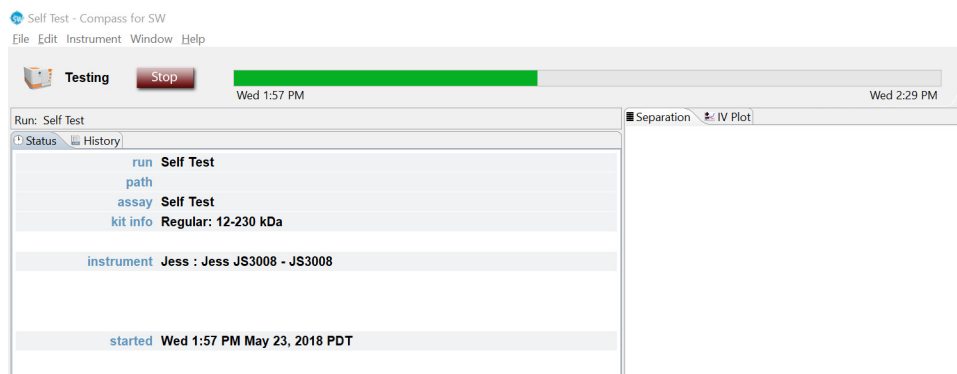 SW Self Test - Compass for SW
File Edit Instrument Window Help
Testing Stop
Wed 1:57 PM Wed 2:29 PM
Run: Self Test
Separation IV Plot
Status History
run Self Test
path
assay Self Test
kit info Regular: 12-230 kDa
instrument Jess : Jess JS3008 - JS3008
started Wed 1:57 PM May 23, 2018 PDT